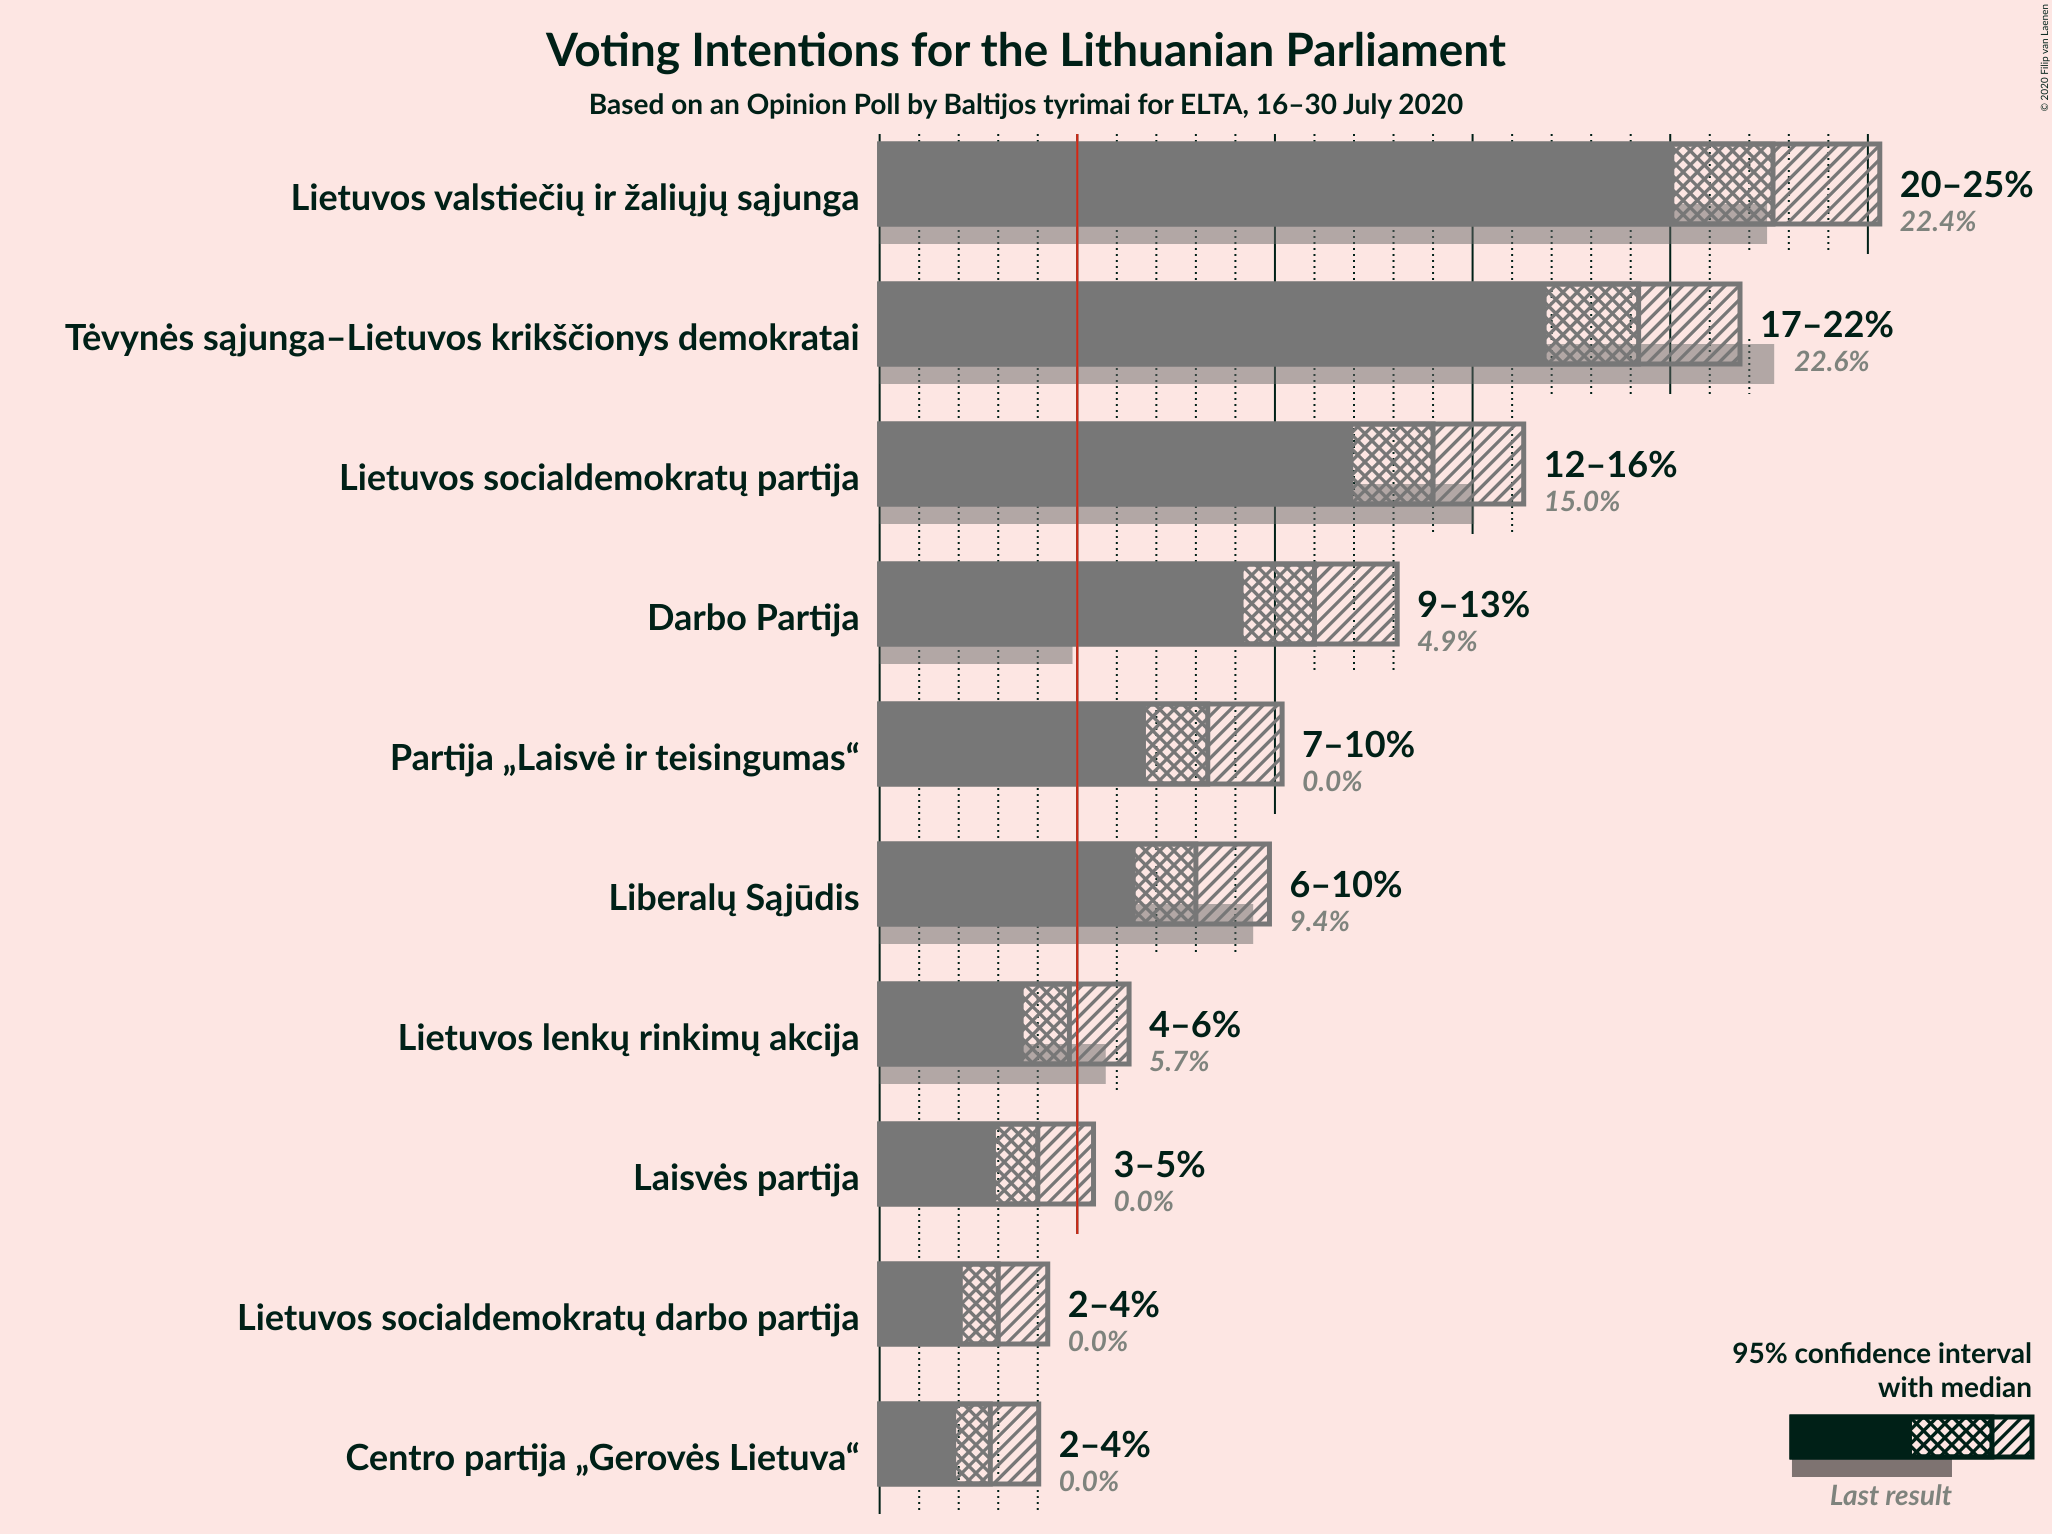 Voting Intentions for the Lithuanian Parliament
Based on an Opinion Poll by Baltijos tyrimai for ELTA, 16–30 July 2020
© 2020 Filip van Laenen
Lietuvos valstiečių ir žaliųjų sąjunga
20–25%
22.4%
Tėvynės sąjunga–Lietuvos krikščionys demokratai
17–22%
22.6%
Lietuvos socialdemokratų partija
12–16%
15.0%
Darbo Partija
9–13%
4.9%
Partija „Laisvė ir teisingumas“
7–10%
0.0%
Liberalų Sąjūdis
6–10%
9.4%
Lietuvos lenkų rinkimų akcija
4–6%
5.7%
Laisvės partija
3–5%
0.0%
Lietuvos socialdemokratų darbo partija
2–4%
0.0%
Centro partija „Gerovės Lietuva“
2–4%
0.0%
95% confidence interval
with median
Last result